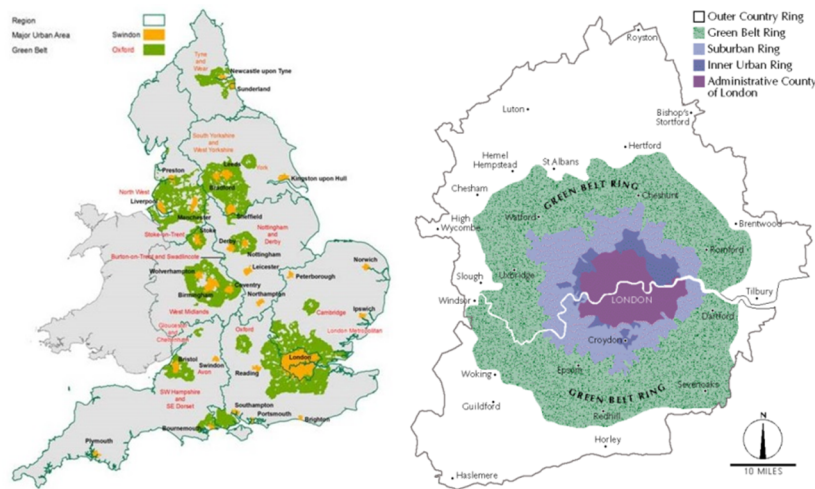 Region
Major Urban Area
Swindon
Green Belt
Oxford
Tyne
and
Wear
Newcastle upon Tyne
Sunderland
South Yorkshire
and
West Yorkshire
Preston
Leeds
York
Bradford
Kingston upon Hull
North West
Liverpool
Manchester
Sheffield
Stoke-on-Trent
Stoke
Derby
Nottingham
and
Derby
Nottingham
Burton-on-Trent and Swadlincote
Leicester
Wolverhampton
Peterborough
Norwich
Birmingham
Coventry
Northampton
Ipswich
West Midlands
Cambridge
Gloucester
and
Cheltenham
Oxford
London Metropolitan
Bristol
Swindon
Avon
London
Reading
SW Hampshire
and
SE Dorset
Southampton
Portsmouth
Bournemouth
Brighton
Plymouth
Outer Country Ring
Green Belt Ring
Suburban Ring
Inner Urban Ring
Administrative County
of London
Royston
Luton
Bishop's
Stortford
Hertford
Hemel
Hempstead
St Albans
GREEN BELT RING
Chesham
Cheshunt
High
Wycombe
Watford
Brentwood
Romford
Slough
Uxbridge
Tilbury
Windsor
LONDON
Dartford
Croydon
Woking
Epsom
GREEN BELT RING
Sevenoaks
Guildford
Redhill
Horley
Haslemere
N
10 MILES